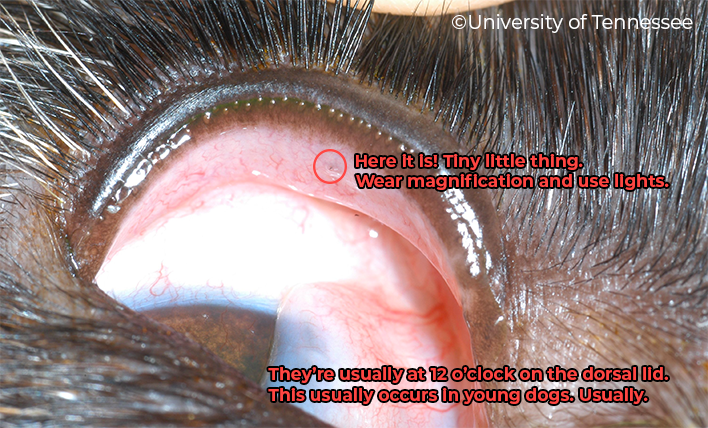 ©University of Tennessee
Here it is! Tiny little thing.
Wear magnification and use lights.
They're usually at 12 o'clock on the dorsal lid.
This usually occurs in young dogs. Usually.